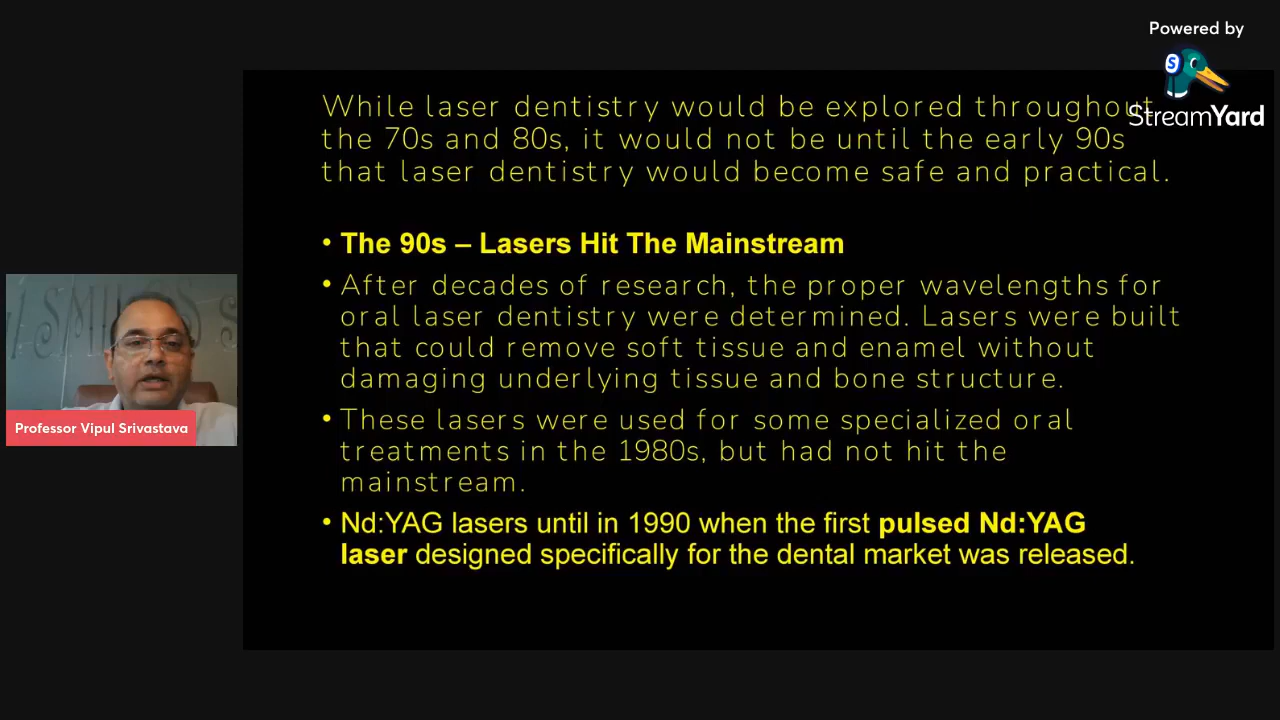 Powered by
StreamYard
While laser dentistry would be explored throughout
the 70s and 80s, it would not be until the early 90s
that laser dentistry would become safe and practical.
• The 90s – Lasers Hit The Mainstream
• After decades of research, the proper wavelengths for
oral laser dentistry were determined. Lasers were built
that could remove soft tissue and enamel without
damaging underlying tissue and bone structure.
• These lasers were used for some specialized oral
treatments in the 1980s, but had not hit the
mainstream.
• Nd:YAG lasers until in 1990 when the first pulsed Nd:YAG
laser designed specifically for the dental market was released.
SMILES
Professor Vipul Srivastava